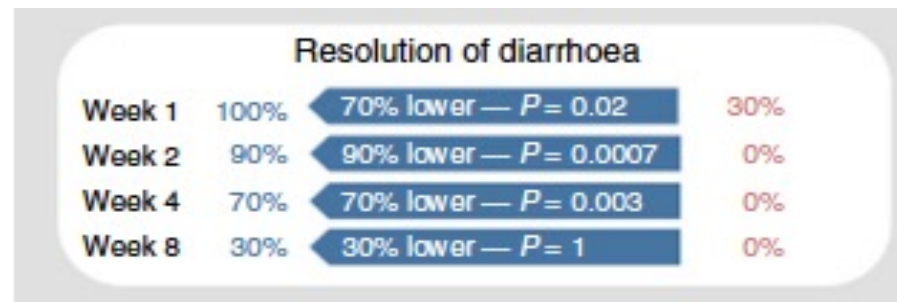 Resolution of diarrhoea
Week 1 100% 70% lower — P = 0.02 30%
Week 2 90% 90% lower — P = 0.0007 0%
Week 4 70% 70% lower — P = 0.003 0%
Week 8 30% 30% lower — P = 1 0%